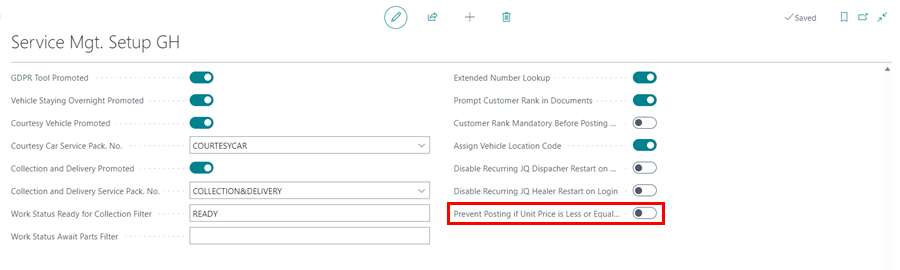 Saved
Service Mgt. Setup GH
GDPR Tool Promoted
Vehicle Staying Overnight Promoted
Courtesy Vehicle Promoted
Courtesy Car Service Pack. No. COURTESYCAR
Collection and Delivery Promoted
Collection and Delivery Service Pack. No. COLLECTION&DELIVERY
Work Status Ready for Collection Filter READY
Work Status Await Parts Filter
Extended Number Lookup
Prompt Customer Rank in Documents
Customer Rank Mandatory Before Posting ...
Assign Vehicle Location Code
Disable Recurring JQ Dispacher Restart on ...
Disable Recurring JQ Healer Restart on Login
Prevent Posting if Unit Price is Less or Equal...